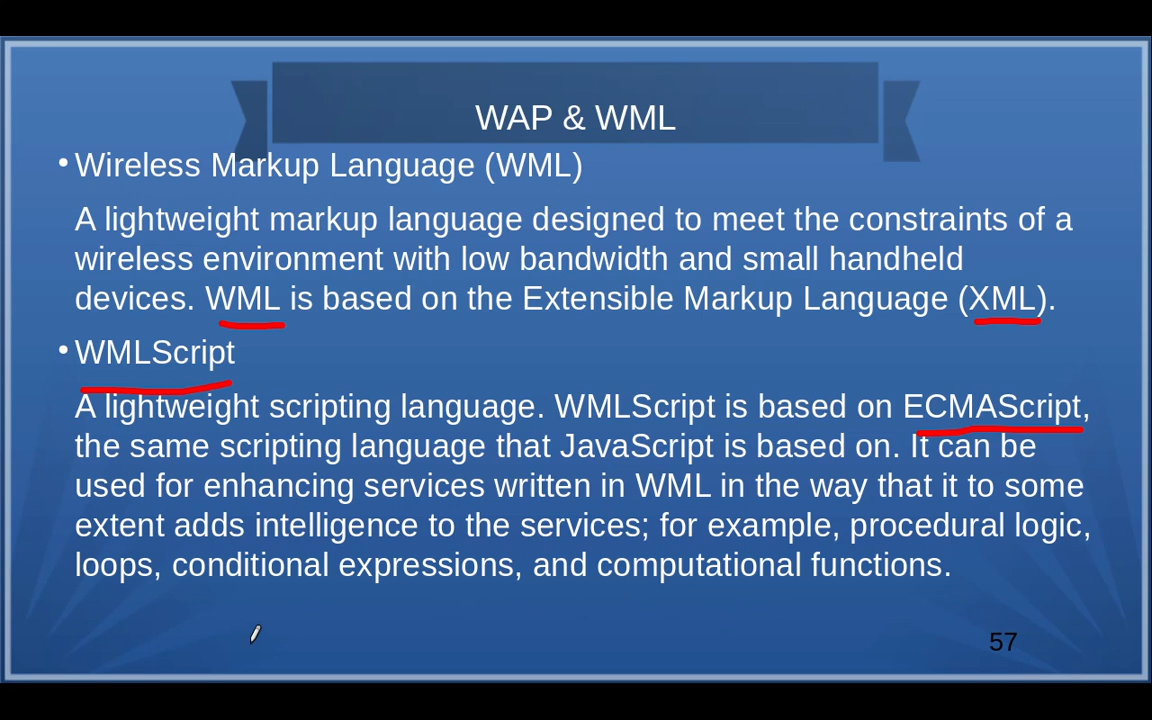 WAP & WML
• Wireless Markup Language (WML)
A lightweight markup language designed to meet the constraints of a
wireless environment with low bandwidth and small handheld
devices. WML is based on the Extensible Markup Language (XML).
• WMLScript
A lightweight scripting language. WMLScript is based on ECMAScript,
the same scripting language that JavaScript is based on. It can be
used for enhancing services written in WML in the way that it to some
extent adds intelligence to the services; for example, procedural logic,
loops, conditional expressions, and computational functions.
57